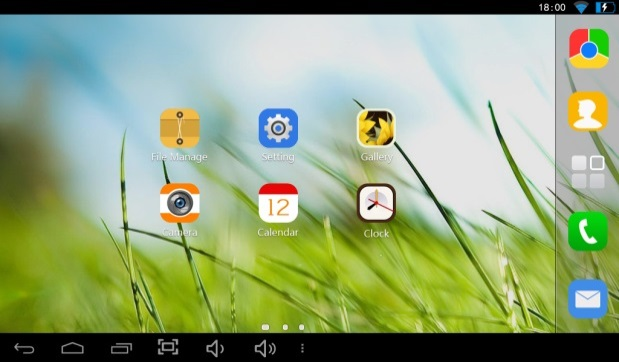 18:00
File Manage
Setting
Gallery
Camera
12
Calendar
Clock